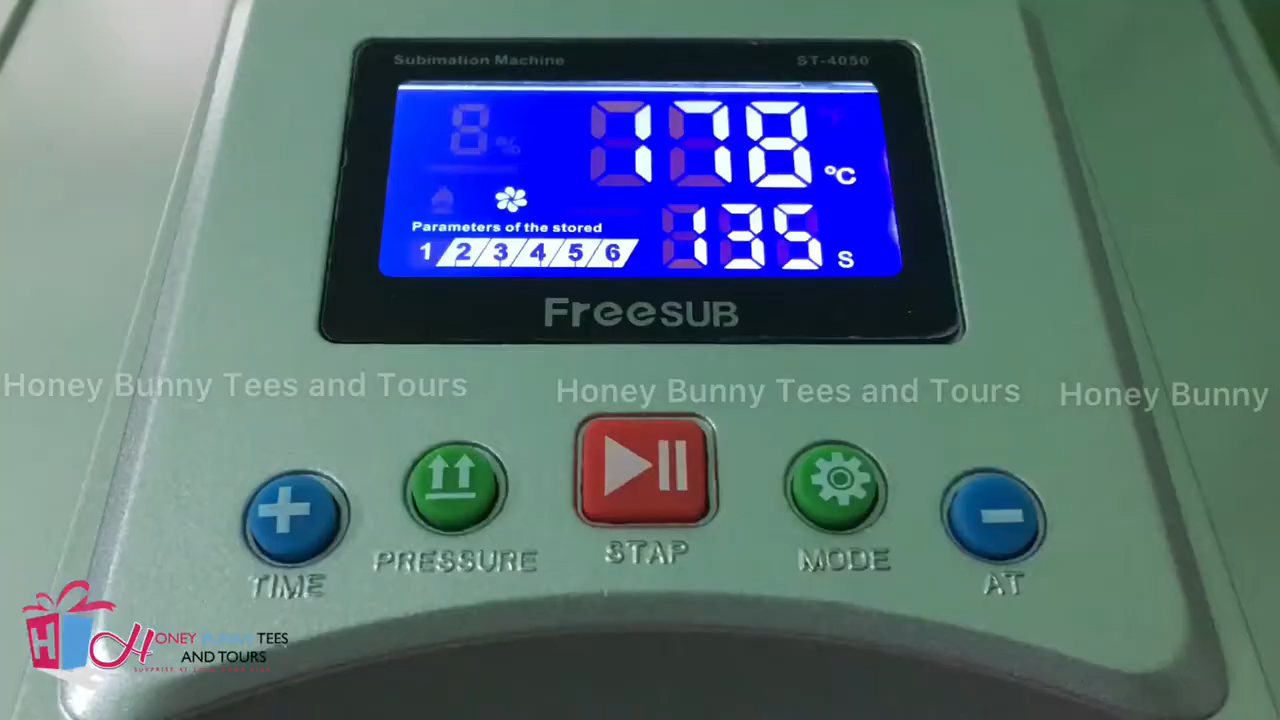 Subimation Machine ST-4050
178 °C
Parameters of the stored
1 2 3 4 5 6
135 S
FreeSUB
Honey Bunny Tees and Tours Honey Bunny Tees and Tours Honey Bunny
TIME PRESSURE STAP MODE AT
H HONEY BUNNY TEES
AND TOURS